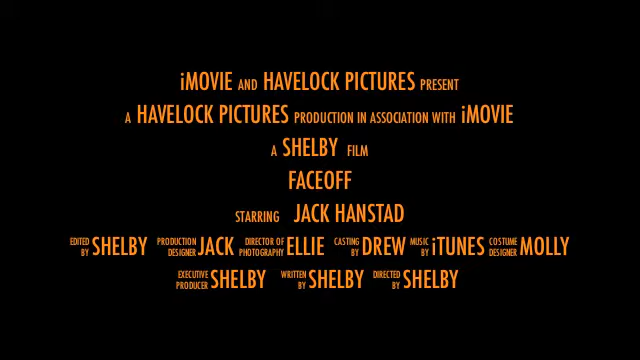 iMOVIE AND HAVELOCK PICTURES PRESENT
A HAVELOCK PICTURES PRODUCTION IN ASSOCIATION WITH iMOVIE
A SHELBY FILM
FACEOFF
STARRING JACK HANSTAD
EDITED BY SHELBY PRODUCTION DESIGNER JACK DIRECTOR OF PHOTOGRAPHY ELLIE CASTING BY DREW MUSIC BY iTUNES COSTUME DESIGNER MOLLY
EXECUTIVE PRODUCER SHELBY WRITTEN BY SHELBY DIRECTED BY SHELBY